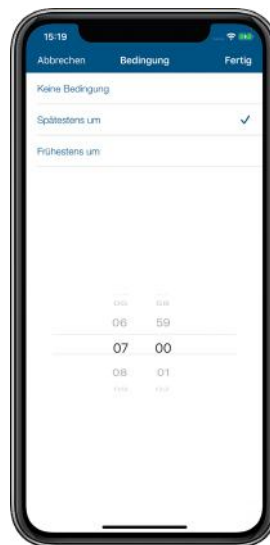 15:19
Abbrechen Bedingung Fertig
Keine Bedingung
Spätestens um
Frühestens um
06 59
07 00
08 01